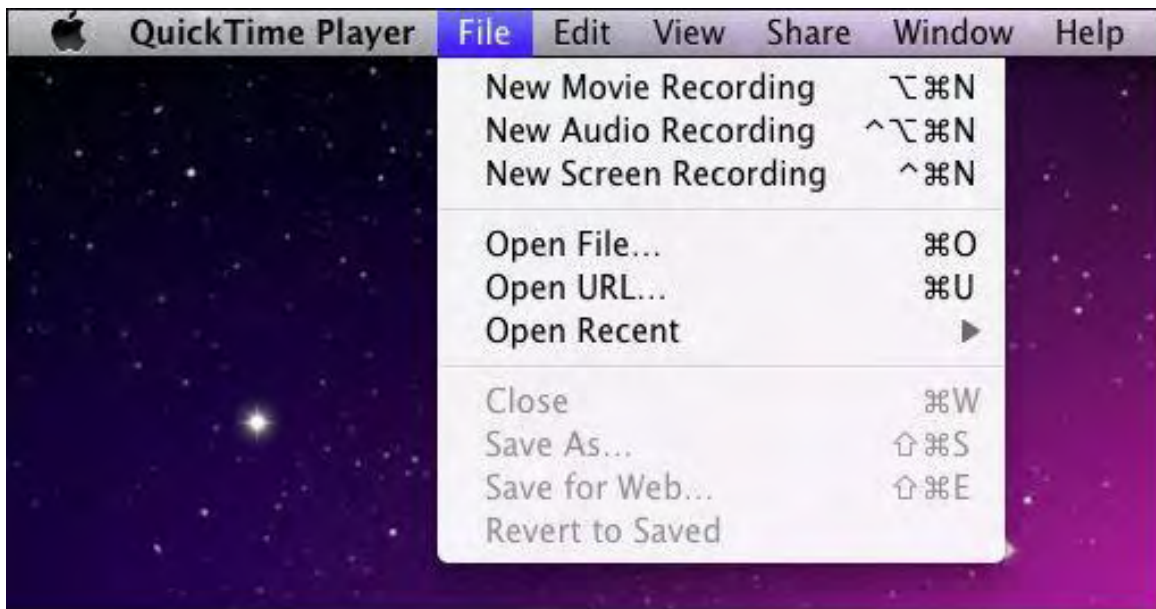 QuickTime Player File Edit View Share Window Help
New Movie Recording ⌥⌘N
New Audio Recording ^⌥⌘N
New Screen Recording ^⌘N
Open File... ⌘O
Open URL... ⌘U
Open Recent ▶
Close ⌘W
Save As... ⇧⌘S
Save for Web... ⇧⌘E
Revert to Saved